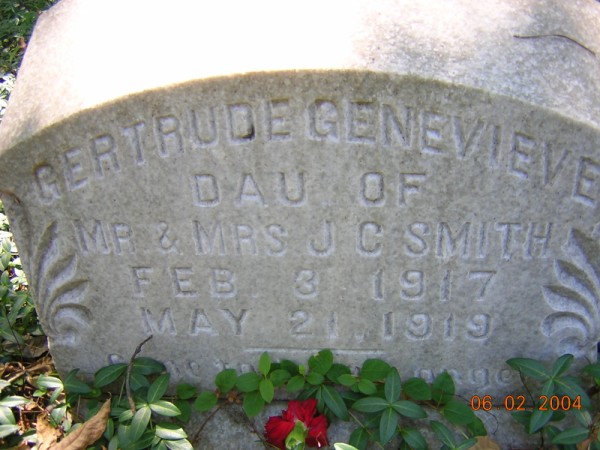 GERTRUDE GENEVIEVE
DAU OF
MR & MRS J C SMITH
FEB 3 1917
MAY 21, 1919
06.02.2004